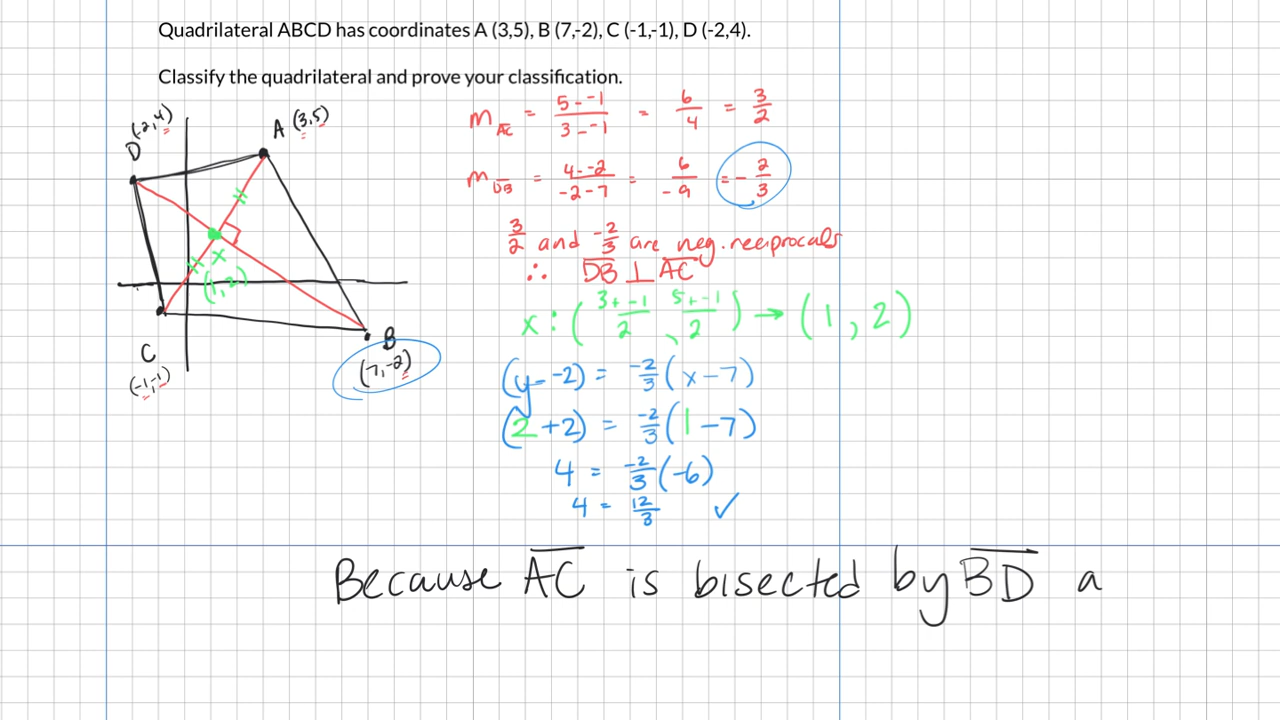 Quadrilateral ABCD has coordinates A (3,5), B (7,-2), C (-1,-1), D (-2,4).
Classify the quadrilateral and prove your classification.
(-2,4)
D
A (3,5)
x
(1,2)
C
(-1,-1)
B
(7,-2)
m AC = 5--1 / 3--1 = 6/4 = 3/2
m DB = 4--2 / -2-7 = 6/-9 = -2/3
3/2 and -2/3 are neg. reciprocals
∴ DB ⊥ AC
x : (3+-1 / 2 , 5+-1 / 2) → (1, 2)
(y--2) = -2/3 (x-7)
(2+2) = -2/3 (1-7)
4 = -2/3 (-6)
4 = 12/3 ✓
Because AC is bisected by BD a